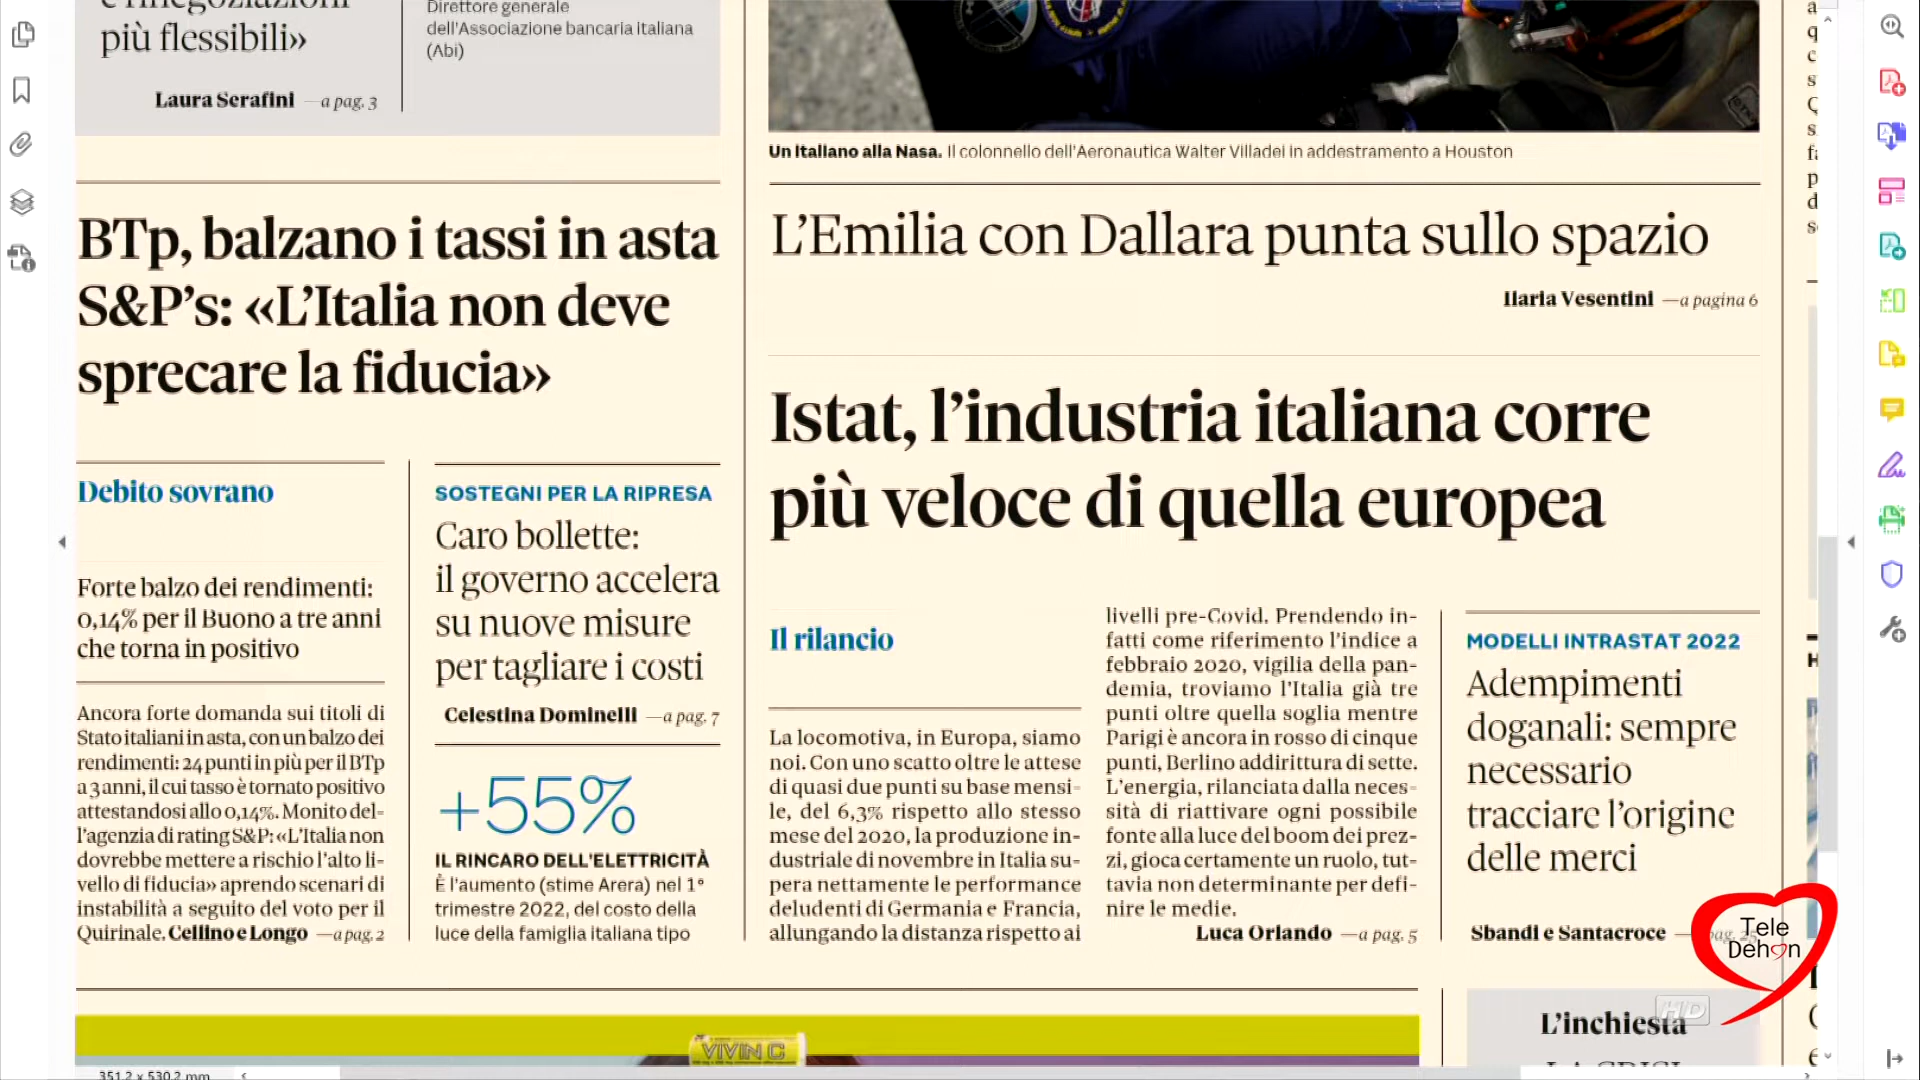 più flessibili»
Laura Serafini —a pag. 3
Direttore generale
dell'Associazione bancaria italiana
(Abi)
Un italiano alla Nasa. Il colonnello dell'Aeronautica Walter Villadei in addestramento a Houston
BTp, balzano i tassi in asta
S&P's: «L'Italia non deve
sprecare la fiducia»
Debito sovrano
Forte balzo dei rendimenti:
0,14% per il Buono a tre anni
che torna in positivo
Ancora forte domanda sui titoli di
Stato italiani in asta, con un balzo dei
rendimenti: 24 punti in più per il BTp
a 3 anni, il cui tasso è tornato positivo
attestandosi allo 0,14%. Monito del-
l'agenzia di rating S&P: «L'Italia non
dovrebbe mettere a rischio l'alto li-
vello di fiducia» aprendo scenari di
instabilità a seguito del voto per il
Quirinale. Cellino e Longo —a pag. 2
SOSTEGNI PER LA RIPRESA
Caro bollette:
il governo accelera
su nuove misure
per tagliare i costi
Celestina Dominelli —a pag. 7
+55%
IL RINCARO DELL'ELETTRICITÀ
È l'aumento (stime Arera) nel 1°
trimestre 2022, del costo della
luce della famiglia italiana tipo
L'Emilia con Dallara punta sullo spazio
Ilaria Vesentini —a pagina 6
Istat, l'industria italiana corre
più veloce di quella europea
Il rilancio
La locomotiva, in Europa, siamo
noi. Con uno scatto oltre le attese
di quasi due punti su base mensi-
le, del 6,3% rispetto allo stesso
mese del 2020, la produzione in-
dustriale di novembre in Italia su-
pera nettamente le performance
deludenti di Germania e Francia,
allungando la distanza rispetto ai
livelli pre-Covid. Prendendo in-
fatti come riferimento l'indice a
febbraio 2020, vigilia della pan-
demia, troviamo l'Italia già tre
punti oltre quella soglia mentre
Parigi è ancora in rosso di cinque
punti, Berlino addirittura di sette.
L'energia, rilanciata dalla neces-
sità di riattivare ogni possibile
fonte alla luce del boom dei prez-
zi, gioca certamente un ruolo, tut-
tavia non determinante per defi-
nire le medie.
Luca Orlando —a pag. 5
MODELLI INTRASTAT 2022
Adempimenti
doganali: sempre
necessario
tracciare l'origine
delle merci
Sbandi e Santacroce
Tele
Dehon
HD
L'inchiesta
VIVIN C
351,2 x 530,2 mm